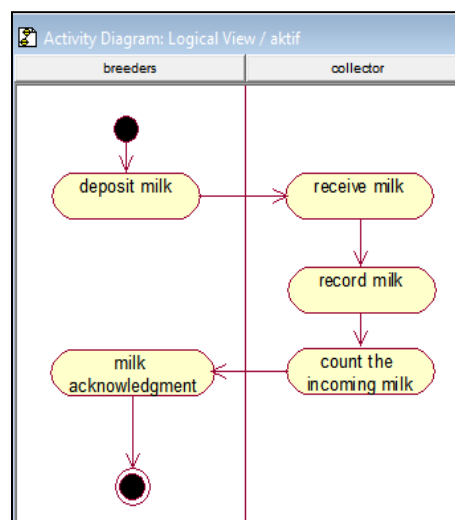 Activity Diagram: Logical View / aktif
breeders
collector
deposit milk
receive milk
record milk
count the
incoming milk
milk
acknowledgment